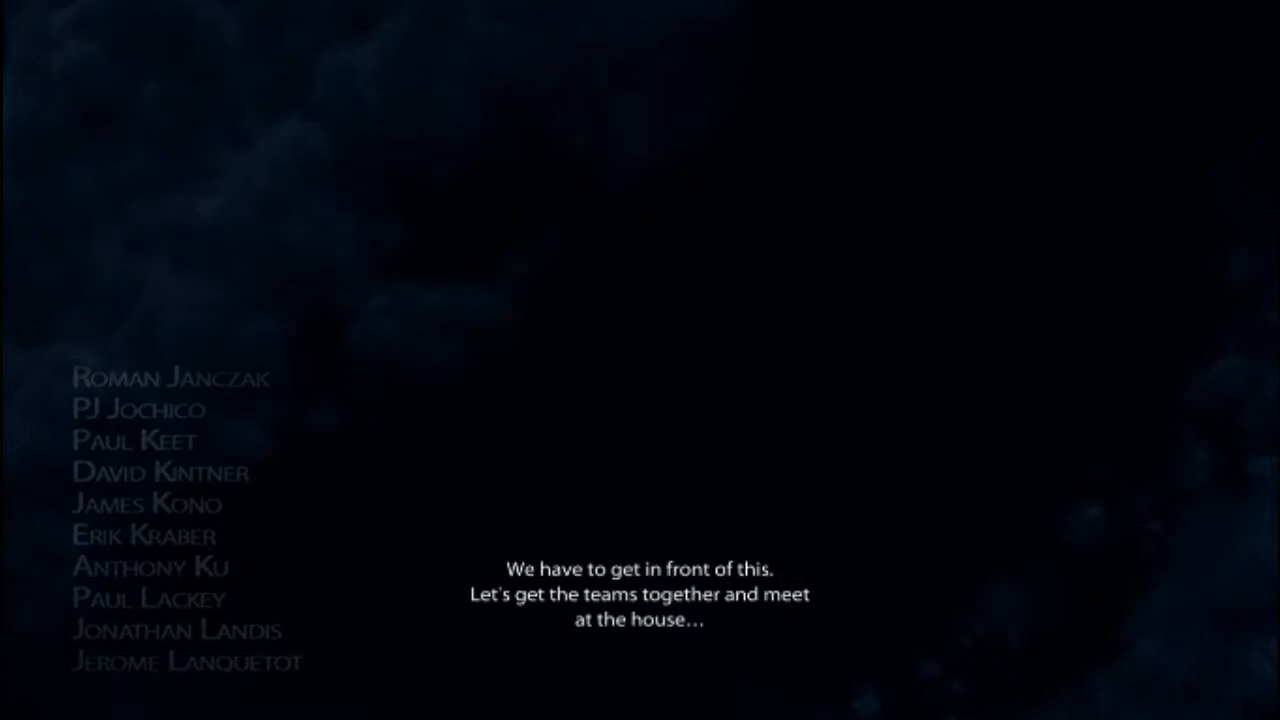 Roman Janczak
PJ Jochico
Paul Keet
David Kintner
James Kono
Erik Kraber
Anthony Ku
Paul Lackey
Jonathan Landis
Jerome Lanquetot
We have to get in front of this.
Let's get the teams together and meet
at the house...